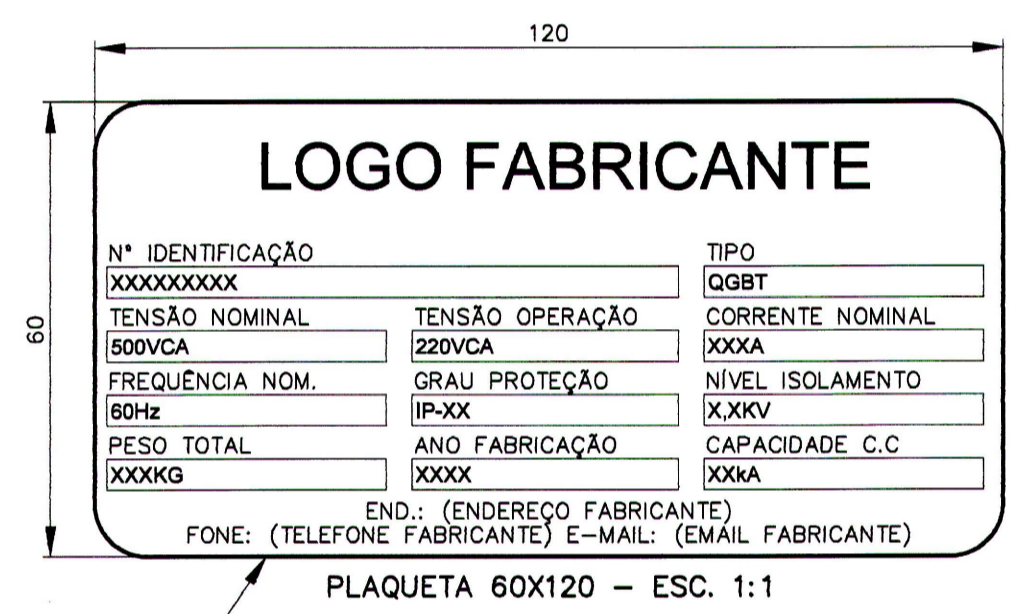 120
60
LOGO FABRICANTE
N° IDENTIFICAÇÃO TIPO
XXXXXXXXX QGBT
TENSÃO NOMINAL TENSÃO OPERAÇÃO CORRENTE NOMINAL
500VCA 220VCA XXXA
FREQUÊNCIA NOM. GRAU PROTEÇÃO NÍVEL ISOLAMENTO
60Hz IP-XX X,XKV
PESO TOTAL ANO FABRICAÇÃO CAPACIDADE C.C
XXXKG XXXX XXkA
END.: (ENDEREÇO FABRICANTE)
FONE: (TELEFONE FABRICANTE) E-MAIL: (EMAIL FABRICANTE)
PLAQUETA 60X120 – ESC. 1:1